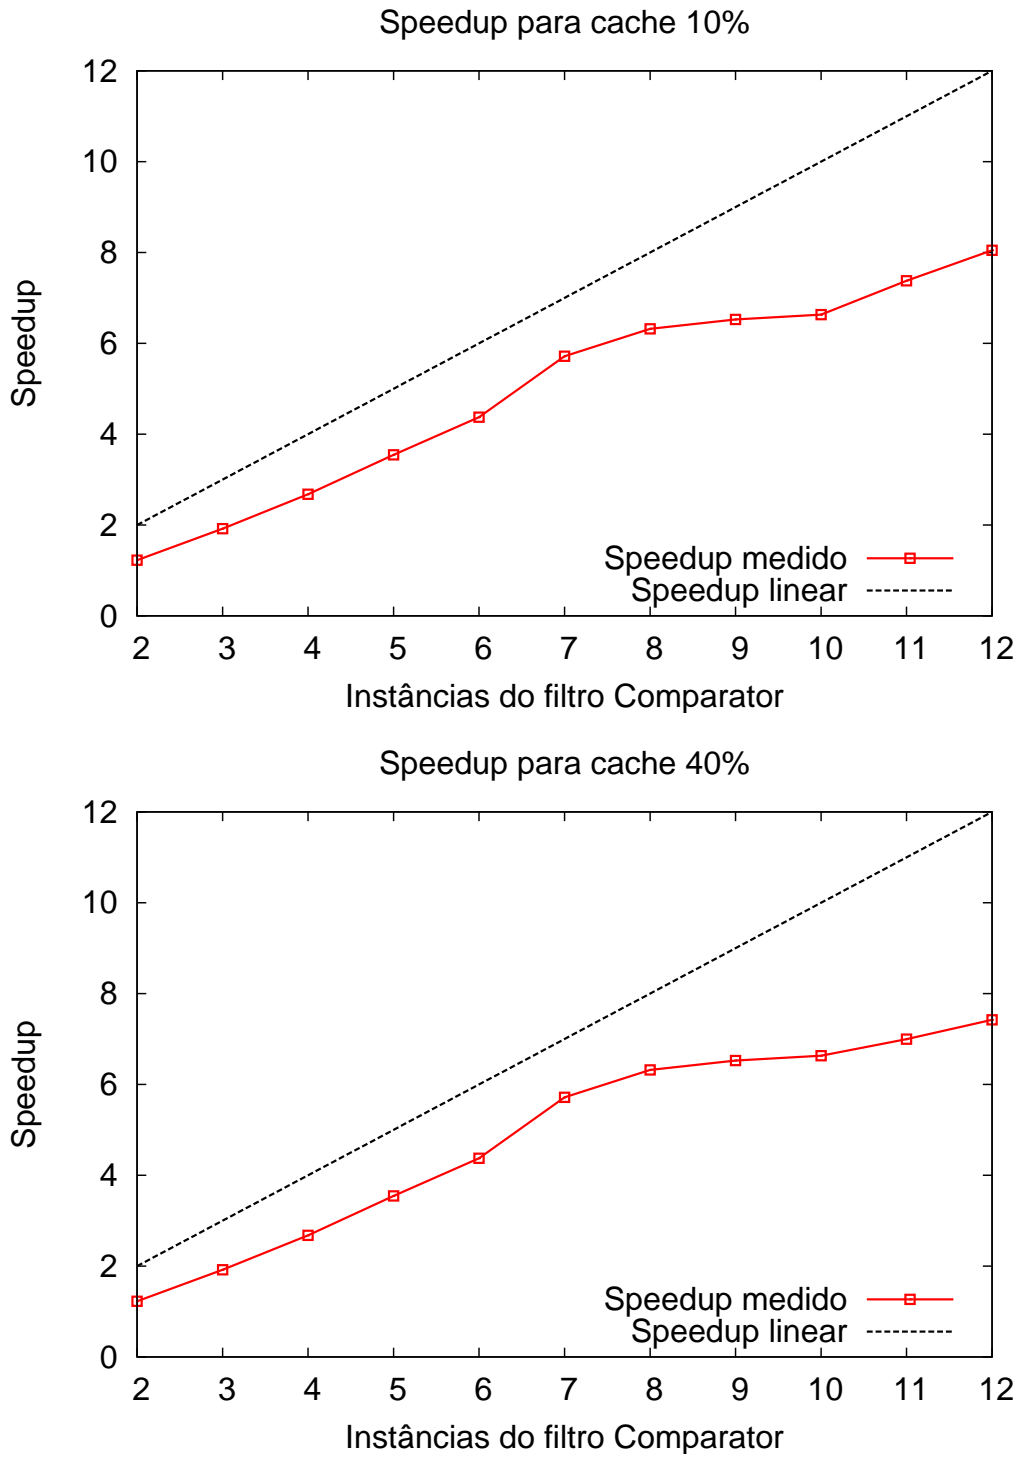 Speedup para cache 10%
12
10
8
6
4
2
0
Speedup
Speedup medido
Speedup linear
2 3 4 5 6 7 8 9 10 11 12
Instâncias do filtro Comparator
Speedup para cache 40%
12
10
8
6
4
2
0
Speedup
Speedup medido
Speedup linear
2 3 4 5 6 7 8 9 10 11 12
Instâncias do filtro Comparator